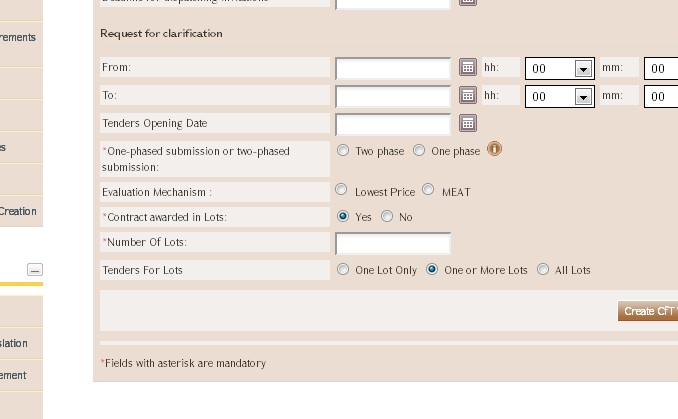 rements
Creation
lation
ement
Request for clarification
From: hh: 00 mm: 00
To: hh: 00 mm: 00
Tenders Opening Date
*One-phased submission or two-phased Two phase One phase
submission:
Evaluation Mechanism : Lowest Price MEAT
*Contract awarded in Lots: Yes No
*Number Of Lots:
Tenders For Lots One Lot Only One or More Lots All Lots
Create CfT
*Fields with asterisk are mandatory